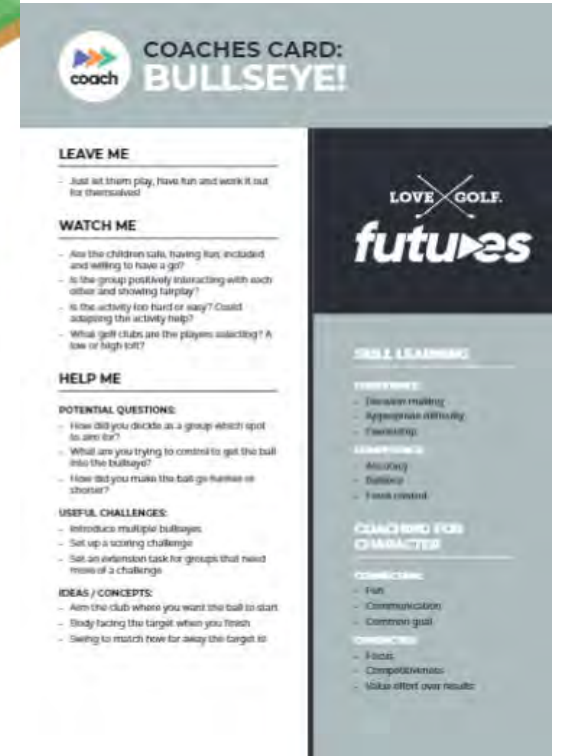 coach
COACHES CARD:
BULLSEYE!
LEAVE ME
- Just let them play, have fun and work it out
for themselves!
WATCH ME
- Are the children safe, having fun, included
and willing to have a go?
- Is the group positively interacting with each
other and showing fairplay?
- Is the activity too hard or easy? Could
adapting the activity help?
- What golf clubs are the players selecting? A
low or high loft?
HELP ME
POTENTIAL QUESTIONS:
- How did you decide as a group which spot
to aim for?
- What are you trying to control to get the ball
into the bullseye?
- How did you make the ball go further or
shorter?
USEFUL CHALLENGES:
- Introduce multiple bullseyes
- Set up a scoring challenge
- Set an extension task for groups that need
more of a challenge
IDEAS / CONCEPTS:
- Aim the club where you want the ball to start
- Body facing the target when you finish
- Swing to match how far away the target is
LOVE GOLF.
futures
SKILL LEARNING
CONFIDENCE:
- Decision making
- Appropriate difficulty
- Ownership
COMPETENCE:
- Accuracy
- Balance
- Force control
COACHING FOR
CHARACTER
CONNECTION:
- Fun
- Communication
- Common goal
CHARACTER:
- Focus
- Competitiveness
- Value effort over results